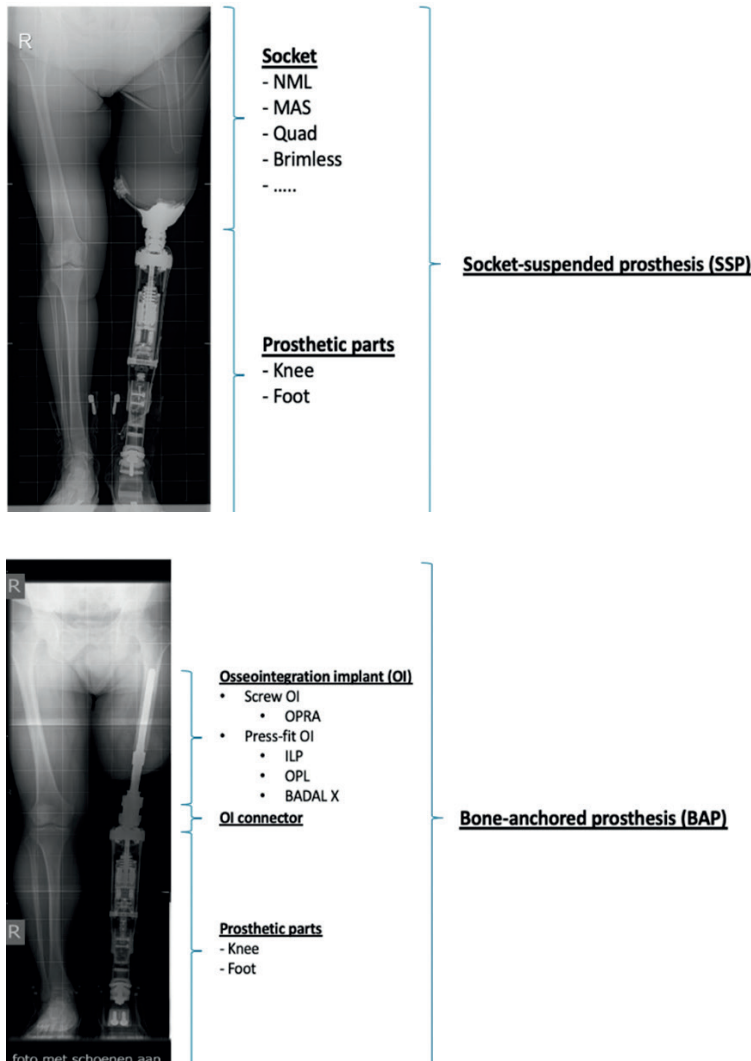 R
Socket
- NML
- MAS
- Quad
- Brimless
- .....
Socket-suspended prosthesis (SSP)
Prosthetic parts
- Knee
- Foot
R
Osseointegration implant (OI)
• Screw OI
• OPRA
• Press-fit OI
• ILP
• OPL
• BADAL X
OI connector
Bone-anchored prosthesis (BAP)
R
Prosthetic parts
- Knee
- Foot
foto met schoenen aan